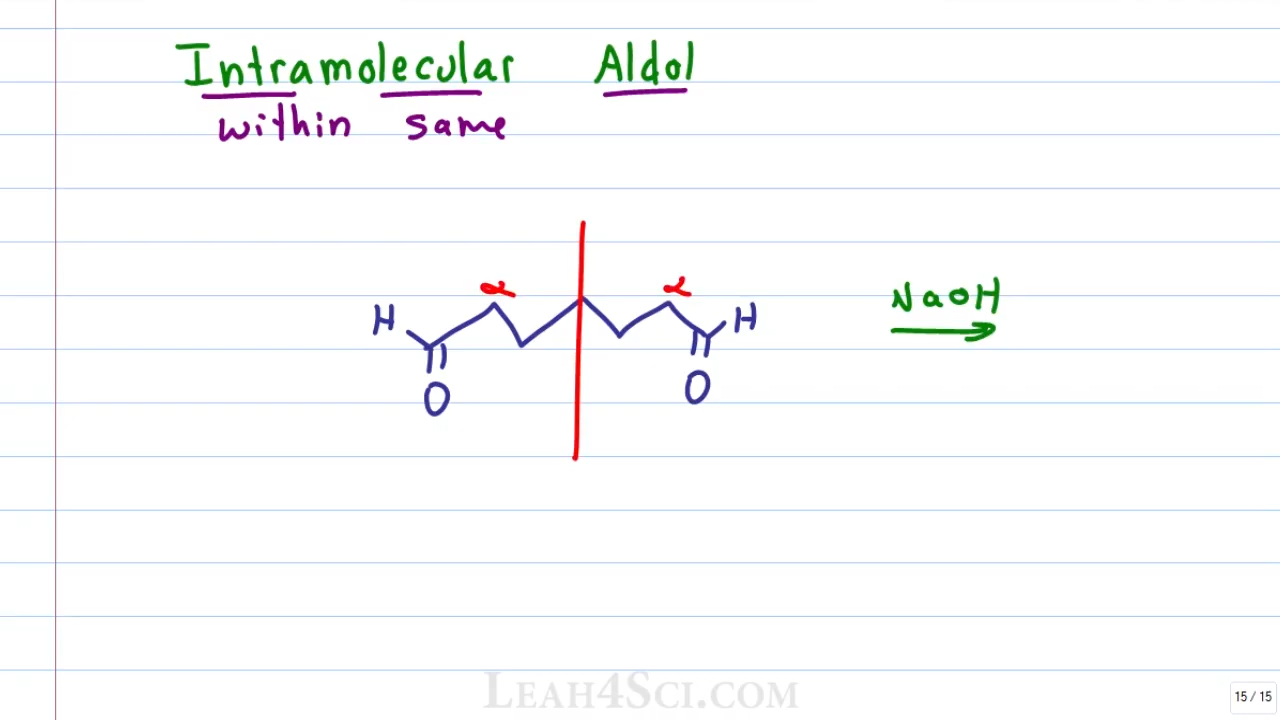 Intramolecular Aldol
within same
α α
H H
NaOH
O O
LEAH4SCI.COM
15 / 15